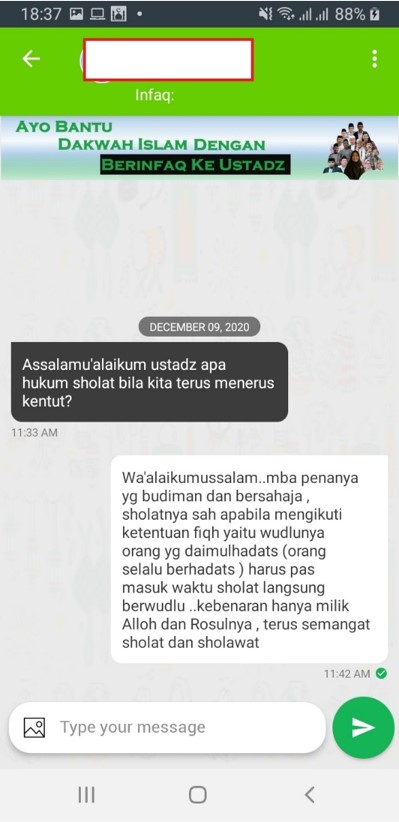 18:37
88%
Infaq:
AYO BANTU
DAKWAH ISLAM DENGAN
BERINFAQ KE USTADZ
DECEMBER 09, 2020
Assalamu'alaikum ustadz apa
hukum sholat bila kita terus menerus
kentut?
11:33 AM
Wa'alaikumussalam..mba penanya
yg budiman dan bersahaja ,
sholatnya sah apabila mengikuti
ketentuan fiqh yaitu wudlunya
orang yg daimulhadats (orang
selalu berhadats ) harus pas
masuk waktu sholat langsung
berwudlu ..kebenaran hanya milik
Alloh dan Rosulnya , terus semangat
sholat dan sholawat
11:42 AM
Type your message